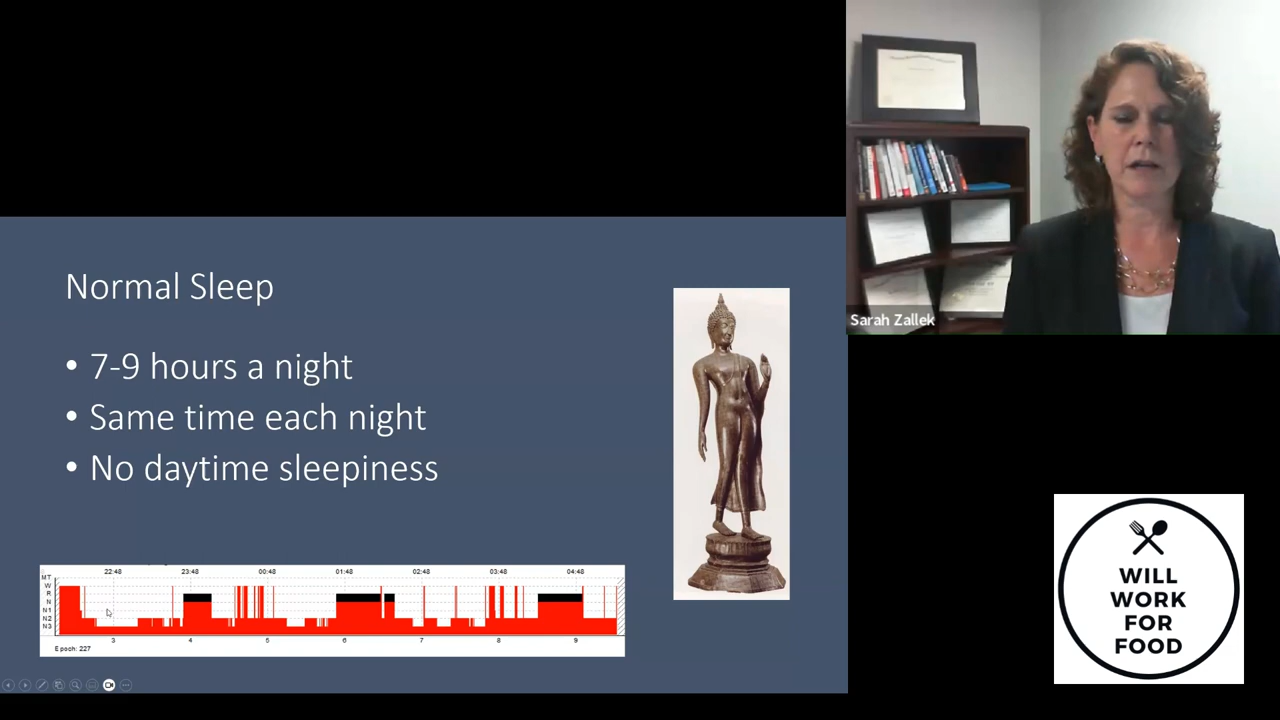 Normal Sleep
• 7-9 hours a night
• Same time each night
• No daytime sleepiness
22:48 23:48 00:48 01:48 02:48 03:48 04:48
MT
W
R
N
N1
N2
N3
3 4 5 6 7 8 9
Epoch: 227
Sarah Zallek
WILL
WORK
FOR
FOOD